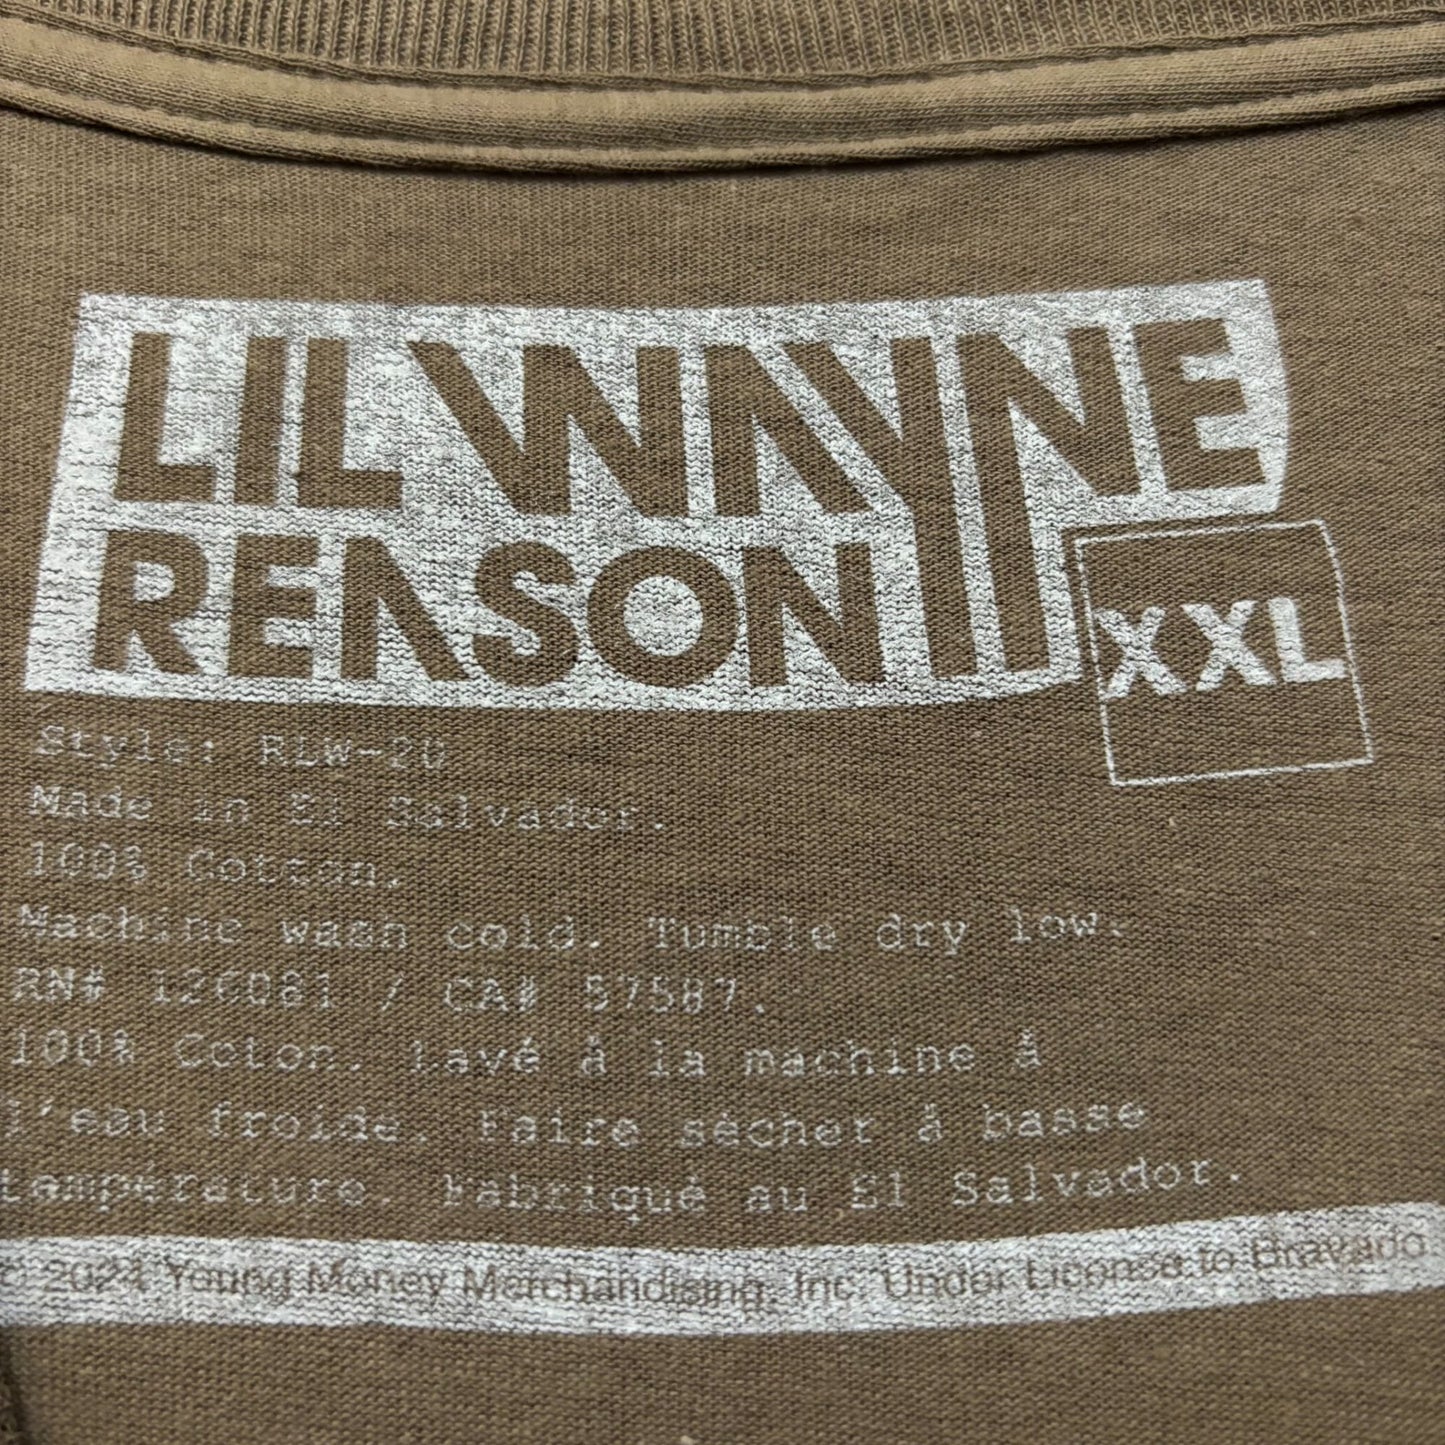 LIL WAYNE
REASON
XXL
Style: RLW-20
Made in El Salvador.
100% Cotton.
Machine wash cold. Tumble dry low.
RN# 126081 / CA# 57587.
100% Coton. Lavé à la machine à
l'eau froide. Faire sécher à basse
température. Fabriqué au El Salvador.
© 2021 Young Money Merchandising, Inc. Under License to Bravado